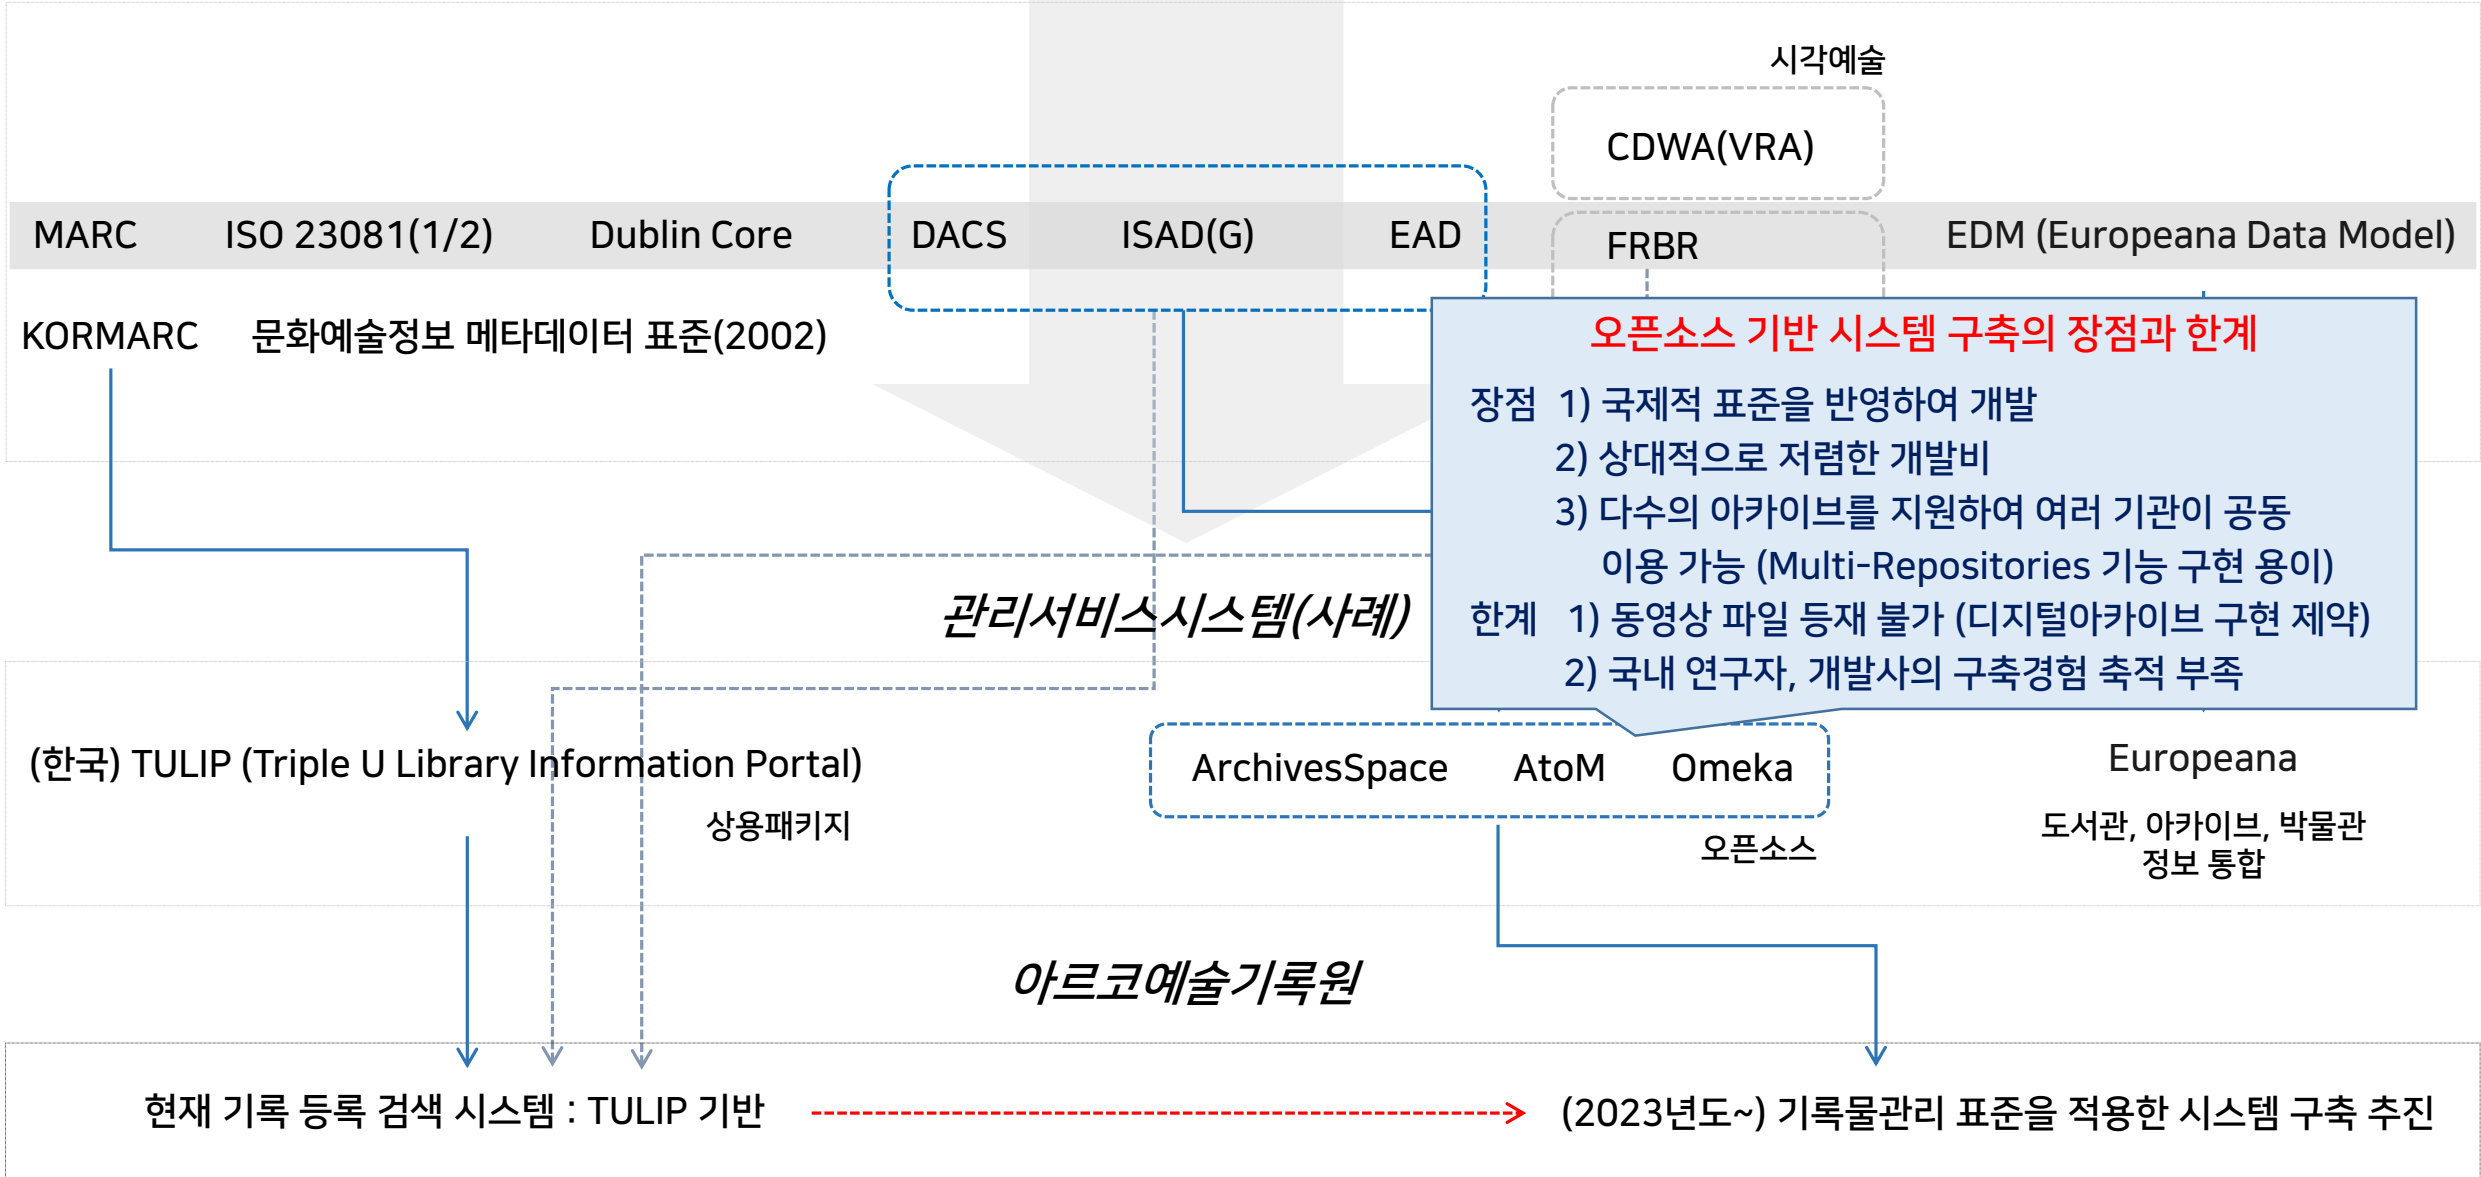 시각예술
CDWA(VRA)
MARC ISO 23081(1/2) Dublin Core DACS ISAD(G) EAD FRBR EDM (Europeana Data Model)
KORMARC 문화예술정보 메타데이터 표준(2002)
오픈소스 기반 시스템 구축의 장점과 한계
장점 1) 국제적 표준을 반영하여 개발
2) 상대적으로 저렴한 개발비
3) 다수의 아카이브를 지원하여 여러 기관이 공동
이용 가능 (Multi-Repositories 기능 구현 용이)
한계 1) 동영상 파일 등재 불가 (디지털아카이브 구현 제약)
2) 국내 연구자, 개발사의 구축경험 축적 부족
관리서비스시스템(사례)
(한국) TULIP (Triple U Library Information Portal)
상용패키지
ArchivesSpace AtoM Omeka
오픈소스
Europeana
도서관, 아카이브, 박물관
정보 통합
아르코예술기록원
현재 기록 등록 검색 시스템 : TULIP 기반
(2023년도~) 기록물관리 표준을 적용한 시스템 구축 추진